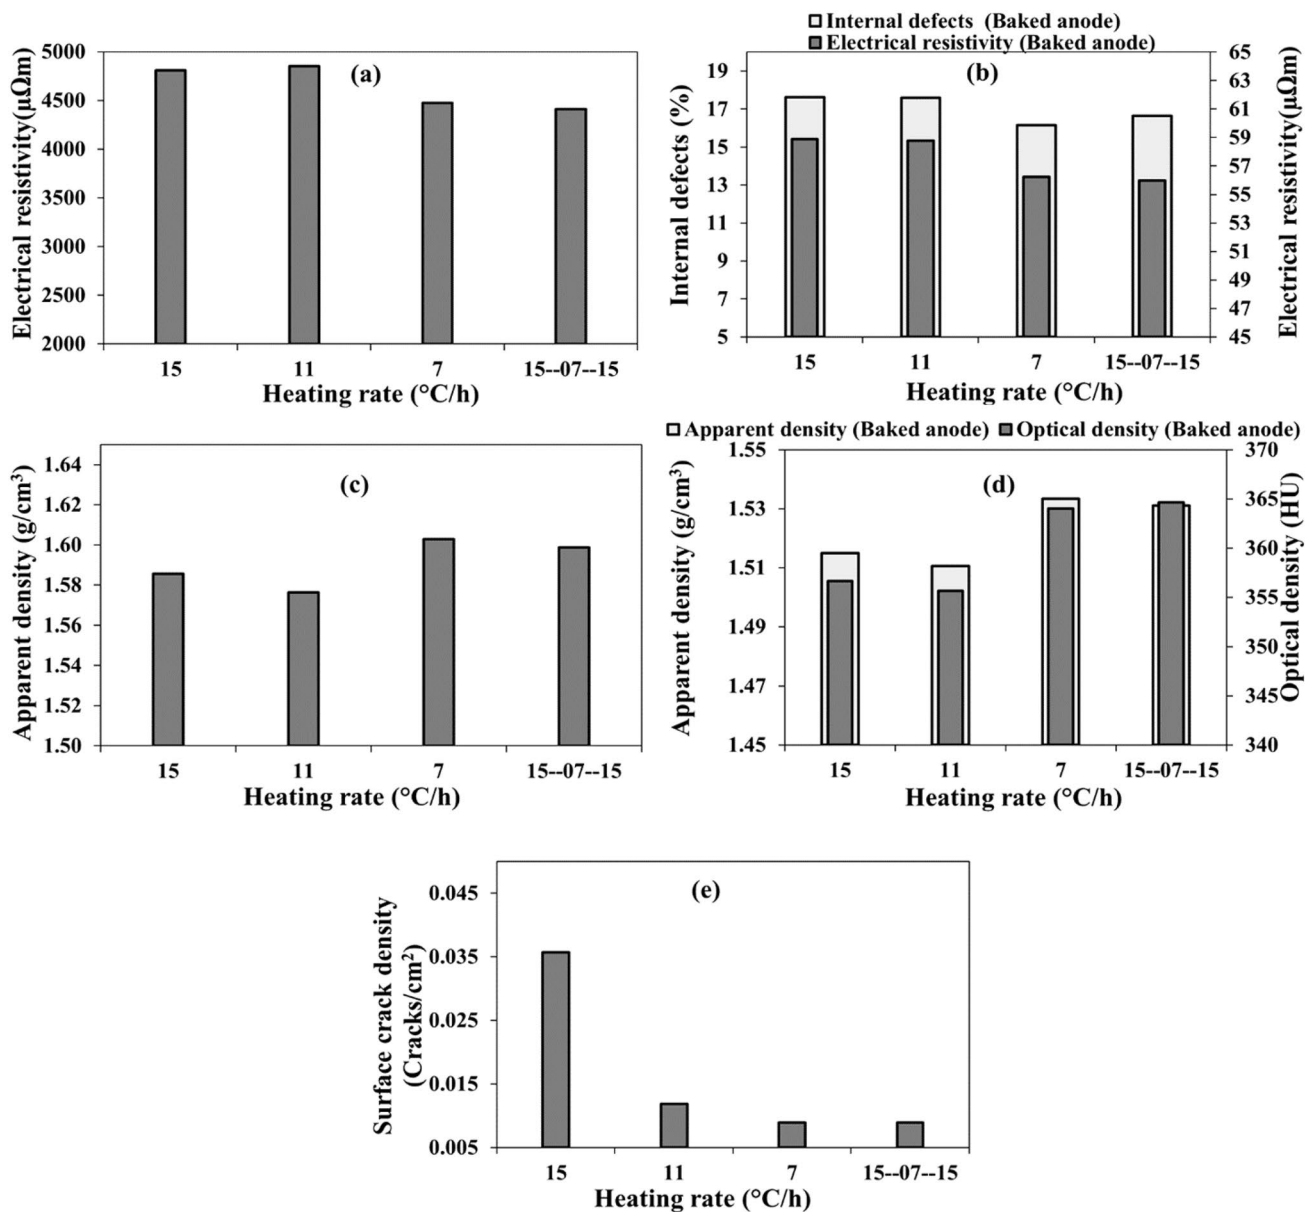 (a)
Electrical resistivity(μΩm)
5000
4500
4000
3500
3000
2500
2000
15 11 7 15--07--15
Heating rate (°C/h)
Internal defects (Baked anode)
Electrical resistivity (Baked anode)
(b)
Internal defects (%)
19
17
15
13
11
9
7
5
Electrical resistivity(μΩm)
65
63
61
59
57
55
53
51
49
47
45
15 11 7 15--07--15
Heating rate (°C/h)
(c)
Apparent density (g/cm³)
1.64
1.62
1.60
1.58
1.56
1.54
1.52
1.50
15 11 7 15--07--15
Heating rate (°C/h)
Apparent density (Baked anode) Optical density (Baked anode)
(d)
Apparent density (g/cm³)
1.55
1.53
1.51
1.49
1.47
1.45
Optical density (HU)
370
365
360
355
350
345
340
15 11 7 15--07--15
Heating rate (°C/h)
(e)
Surface crack density
(Cracks/cm²)
0.045
0.035
0.025
0.015
0.005
15 11 7 15--07--15
Heating rate (°C/h)